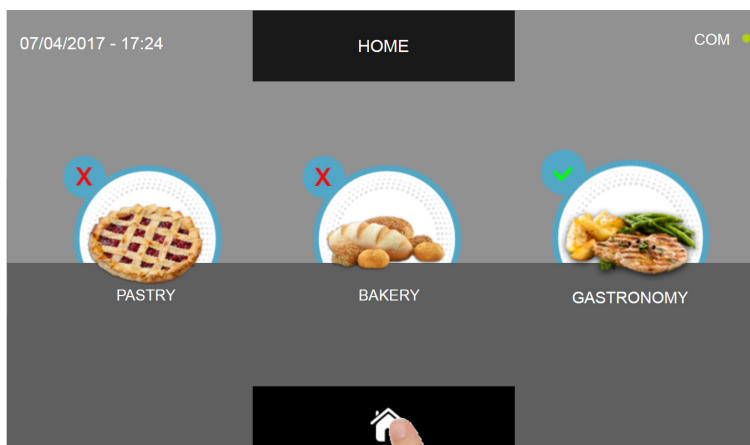 07/04/2017 - 17:24
HOME
COM
X
X
PASTRY
BAKERY
GASTRONOMY